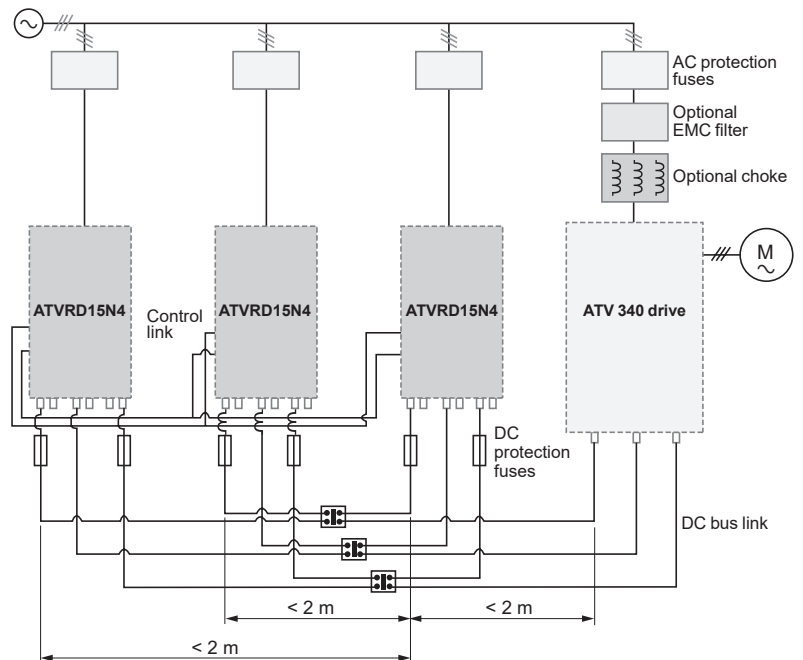 AC protection
fuses
Optional
EMC filter
Optional choke
M
ATVRD15N4
Control
link
ATVRD15N4
ATVRD15N4
ATV 340 drive
DC
protection
fuses
DC bus link
< 2 m
< 2 m
< 2 m